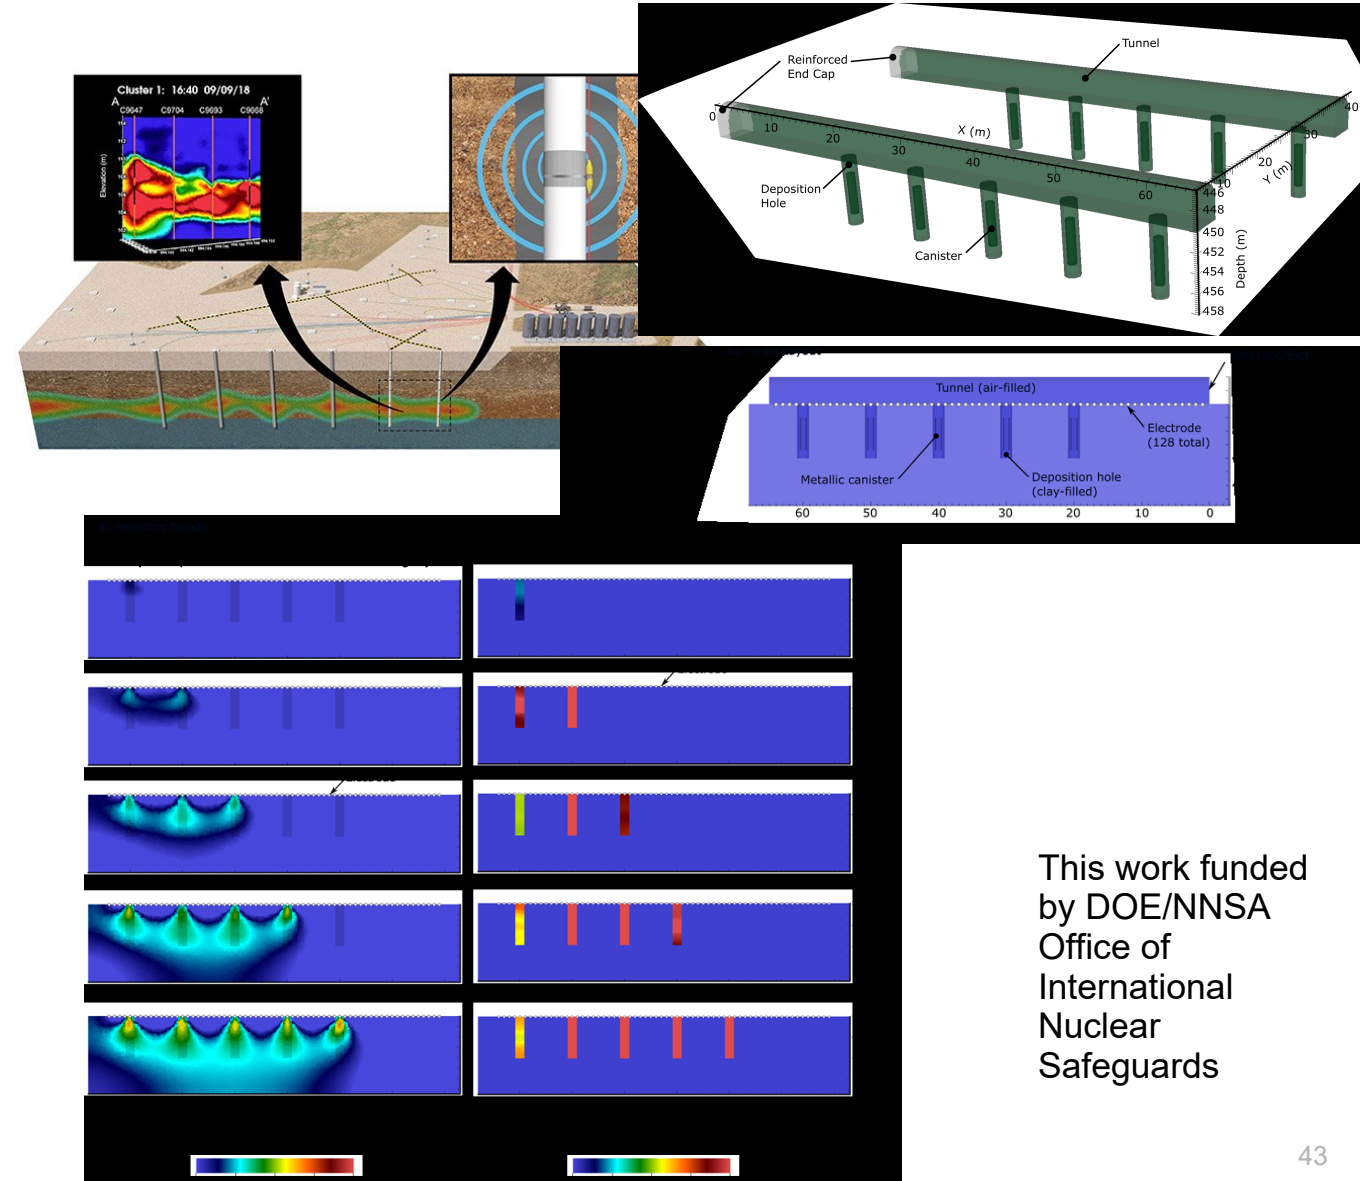 Cluster 1: 16:40 09/09/18
A A'
C9647 C9704 C9693 C9668
Elevation (m)
Reinforced
End Cap
Tunnel
0 10 20 30 40 50 60
X (m)
10 20 30 40
Y (m)
Deposition
Hole
Canister
446
448
450
452
454
456
458
Depth (m)
Tunnel (air-filled)
Electrode
(128 total)
Metallic canister
Deposition hole
(clay-filled)
60 50 40 30 20 10 0
This work funded
by DOE/NNSA
Office of
International
Nuclear
Safeguards
43